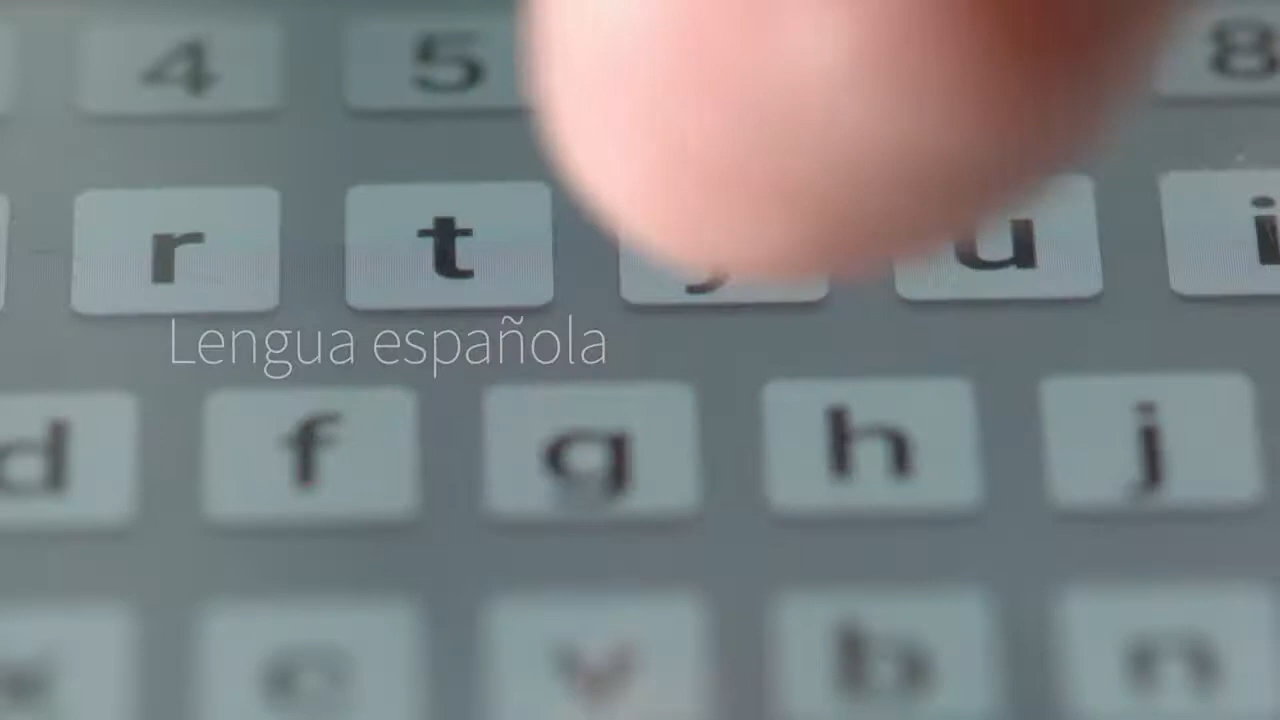 4 5 8
r t y u i
Lengua española
d f g h j
c v b n